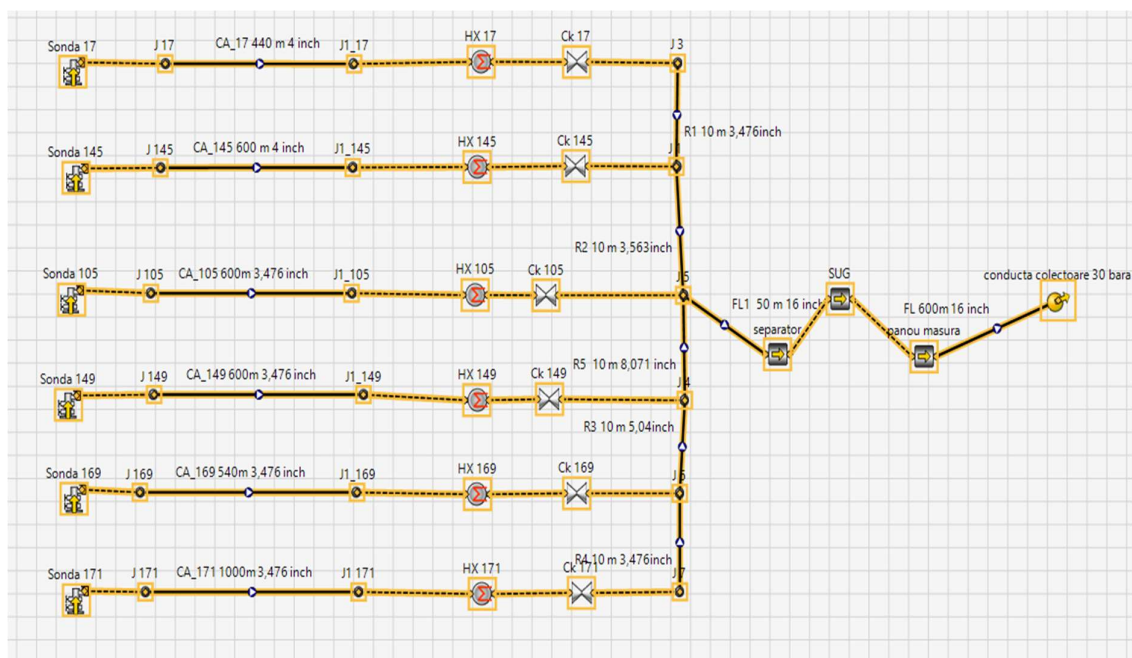 Sonda 17 J 17 CA_17 440 m 4 inch J1_17 HX 17 Ck 17 J 3
R1 10 m 3,476inch
Sonda 145 J 145 CA_145 600 m 4 inch J1_145 HX 145 Ck 145
R2 10 m 3,563inch
Sonda 105 J 105 CA_105 600m 3,476 inch J1_105 HX 105 Ck 105 SUG conducta colectoare 30 bara
FL1 50 m 16 inch FL 600m 16 inch
separator panou masura
R5 10 m 8,071 inch
Sonda 149 J 149 CA_149 600m 3,476 inch J1_149 HX 149 Ck 149 J 4
R3 10 m 5,04inch
Sonda 169 J 169 CA_169 540m 3,476 inch J1_169 HX 169 Ck 169
R4 10 m 3,476inch
Sonda 171 J 171 CA_171 1000m 3,476 inch J1 171 HX 171 Ck 171 J 7